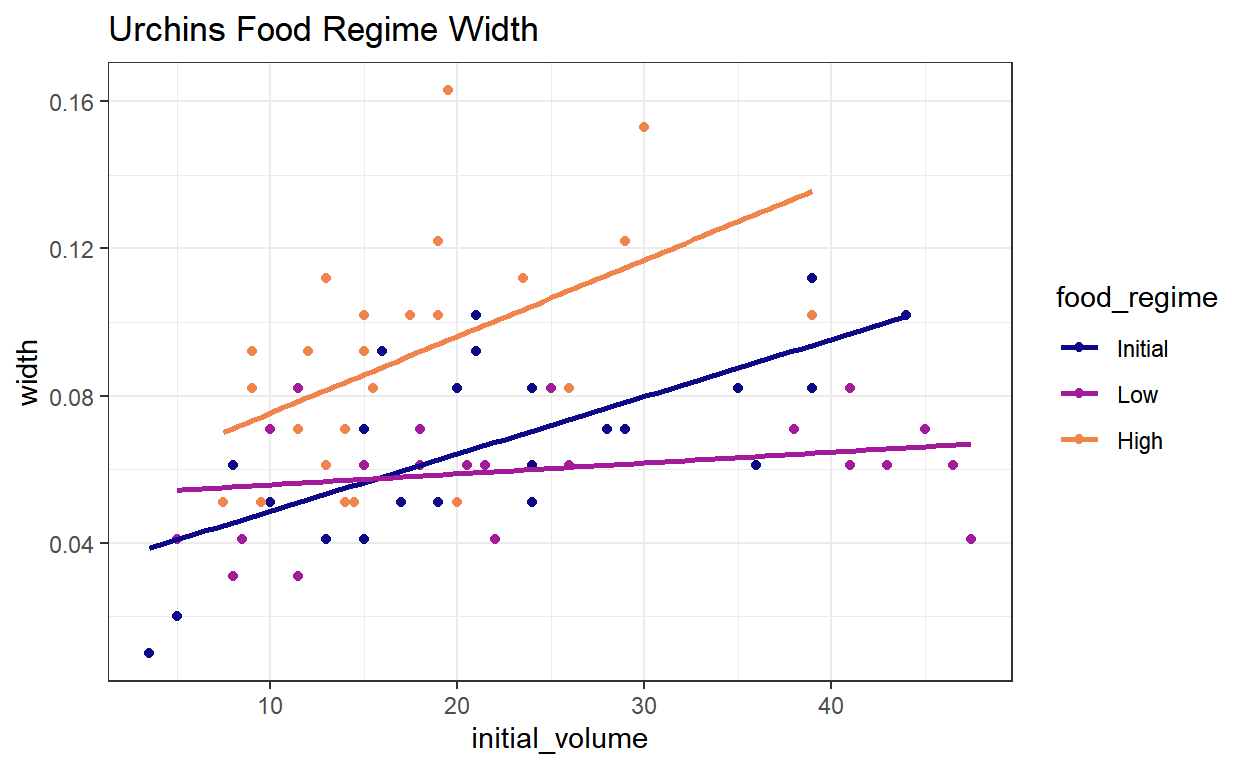 Urchins Food Regime Width
0.16
0.12
0.08
0.04
width
10 20 30 40
initial_volume
food_regime
Initial
Low
High